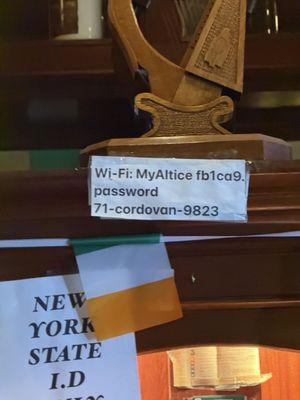 Wi-Fi: MyAltice fb1ca9.
password
71-cordovan-9823
NEW
YORK
STATE
I.D